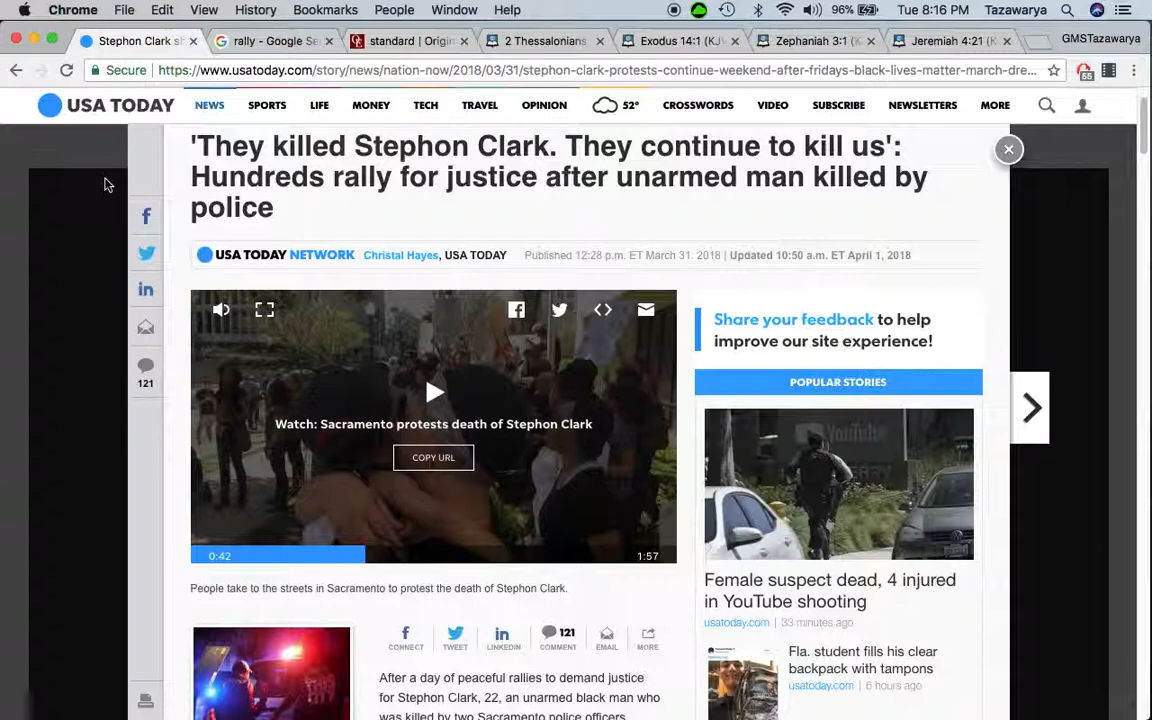 Chrome File Edit View History Bookmarks People Window Help 96% Tue 8:16 PM Tazawarya
Stephon Clark sh rally - Google Se standard | Origin 2 Thessalonians Exodus 14:1 (KJV Zephaniah 3:1 (K Jeremiah 4:21 (K GMSTazawarya
Secure https://www.usatoday.com/story/news/nation-now/2018/03/31/stephon-clark-protests-continue-weekend-after-fridays-black-lives-matter-march-dre... 55
USA TODAY NEWS SPORTS LIFE MONEY TECH TRAVEL OPINION 52° CROSSWORDS VIDEO SUBSCRIBE NEWSLETTERS MORE
'They killed Stephon Clark. They continue to kill us':
Hundreds rally for justice after unarmed man killed by
police
USA TODAY NETWORK Christal Hayes, USA TODAY Published 12:28 p.m. ET March 31, 2018 | Updated 10:50 a.m. ET April 1, 2018
121
Watch: Sacramento protests death of Stephon Clark
COPY URL
0:42 1:57
People take to the streets in Sacramento to protest the death of Stephon Clark.
CONNECT TWEET LINKEDIN 121 COMMENT EMAIL MORE
After a day of peaceful rallies to demand justice
for Stephon Clark, 22, an unarmed black man who
was killed by two Sacramento police officers
Share your feedback to help
improve our site experience!
POPULAR STORIES
YouTube
Female suspect dead, 4 injured
in YouTube shooting
usatoday.com | 33 minutes ago
Fla. student fills his clear
backpack with tampons
usatoday.com | 6 hours ago